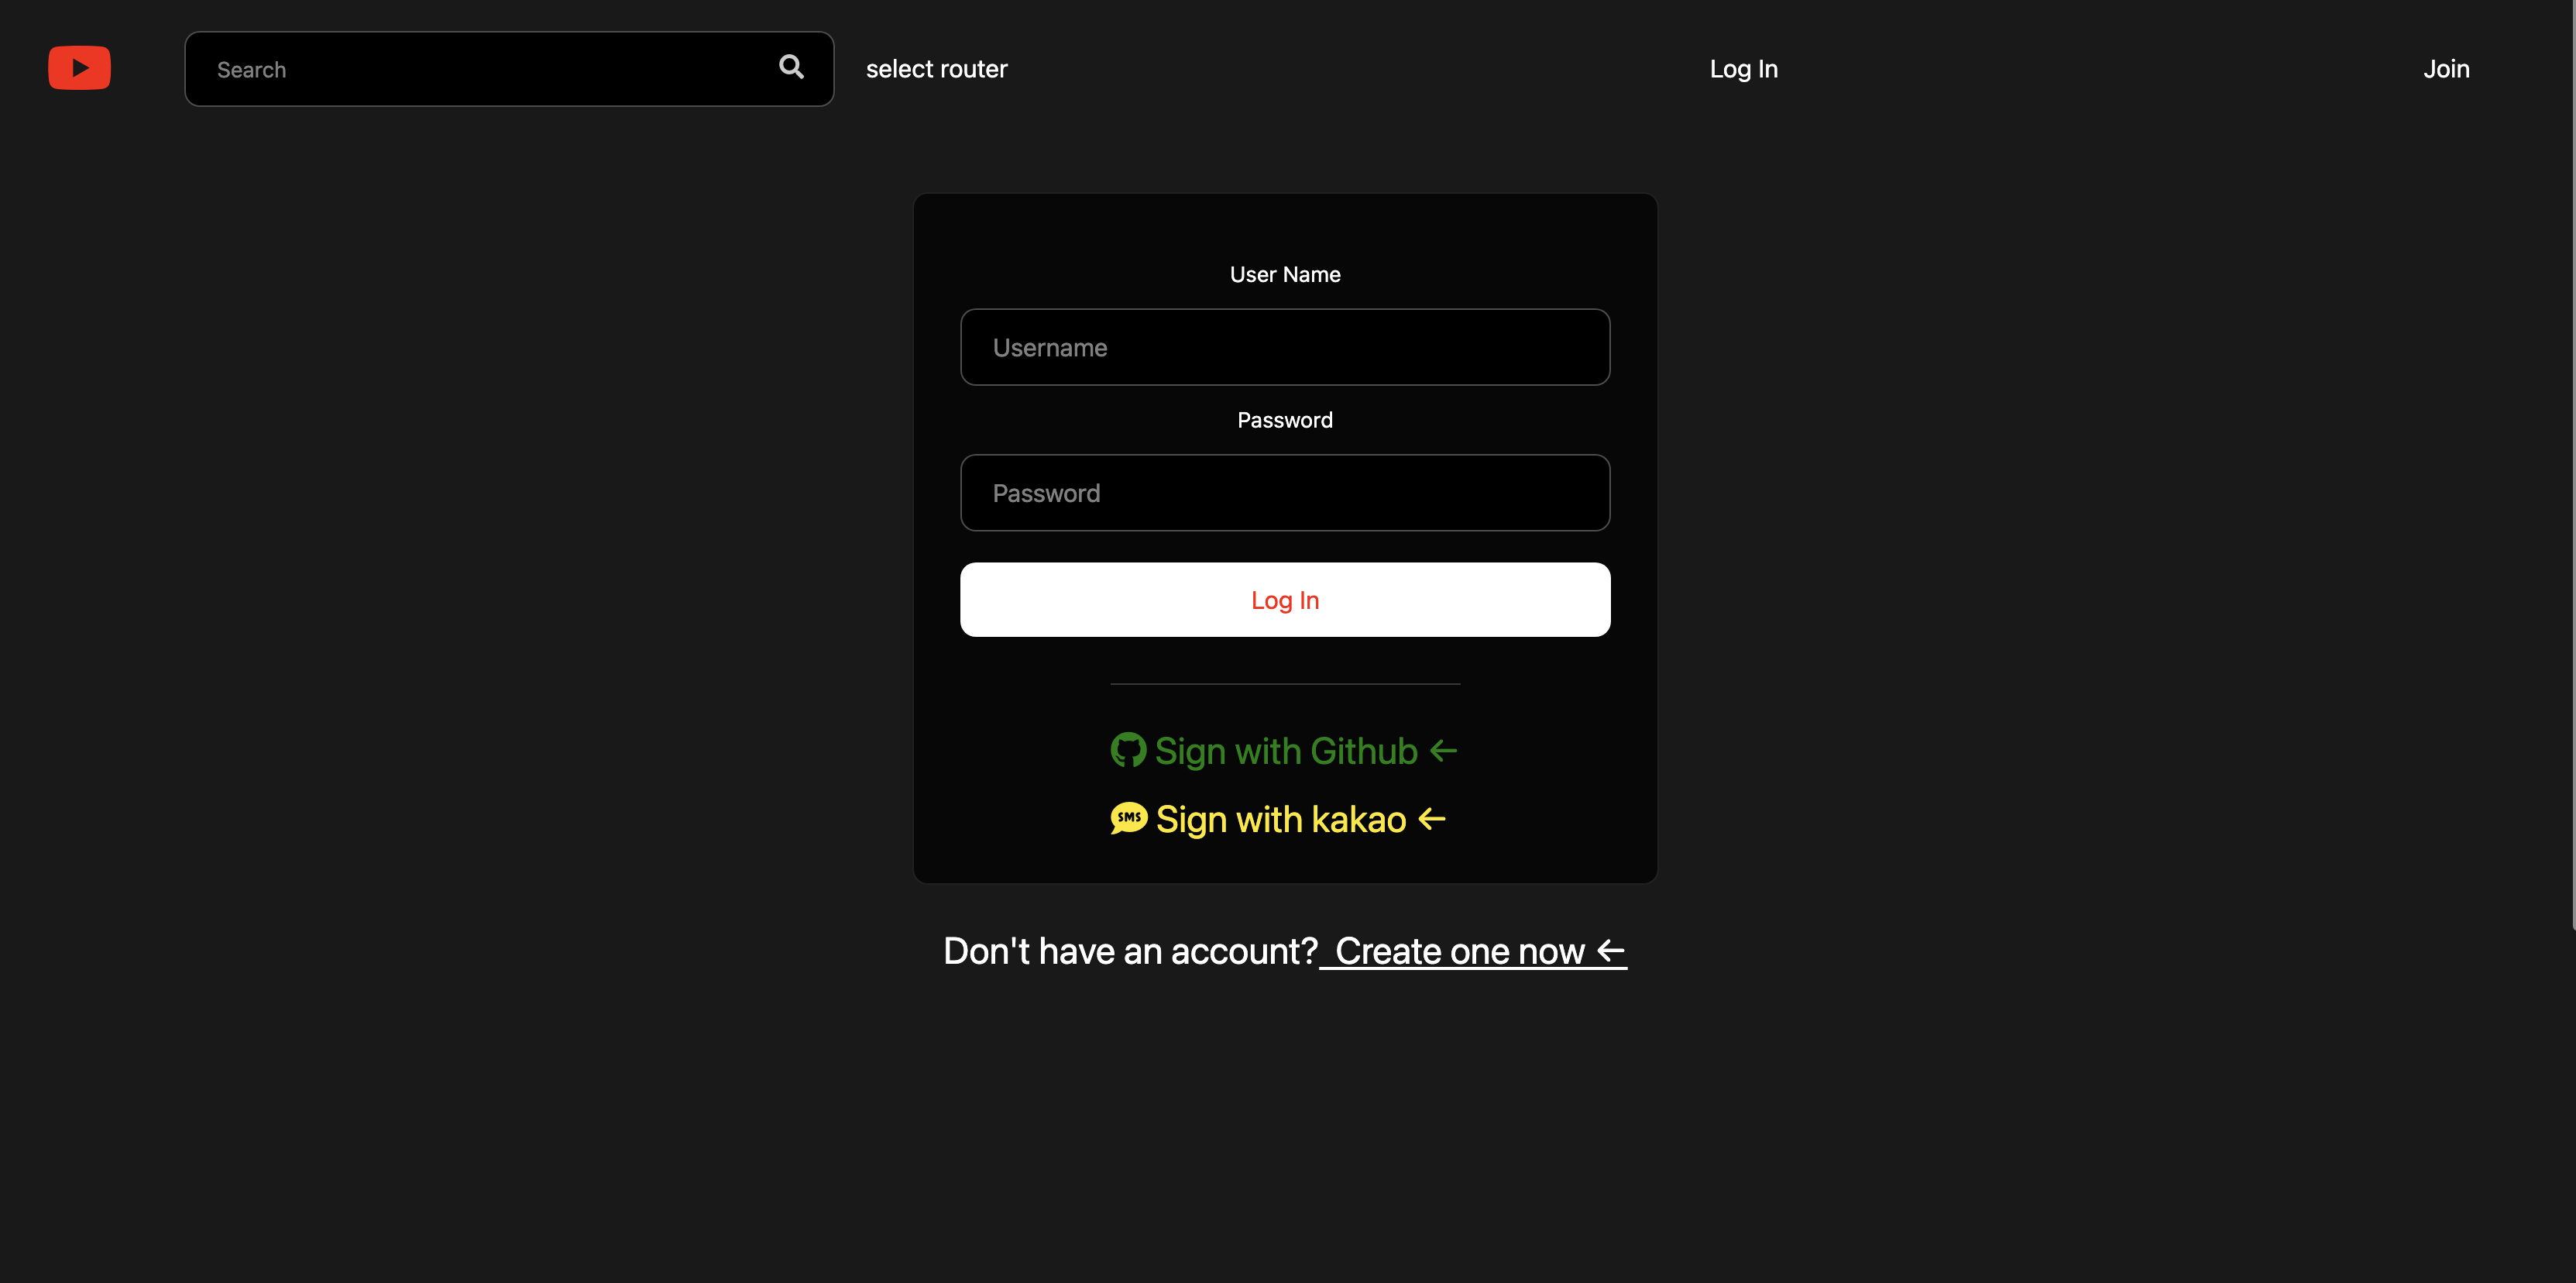 Search select router Log In Join
User Name
Username
Password
Password
Log In
Sign with Github ←
SMS Sign with kakao ←
Don't have an account? Create one now ←